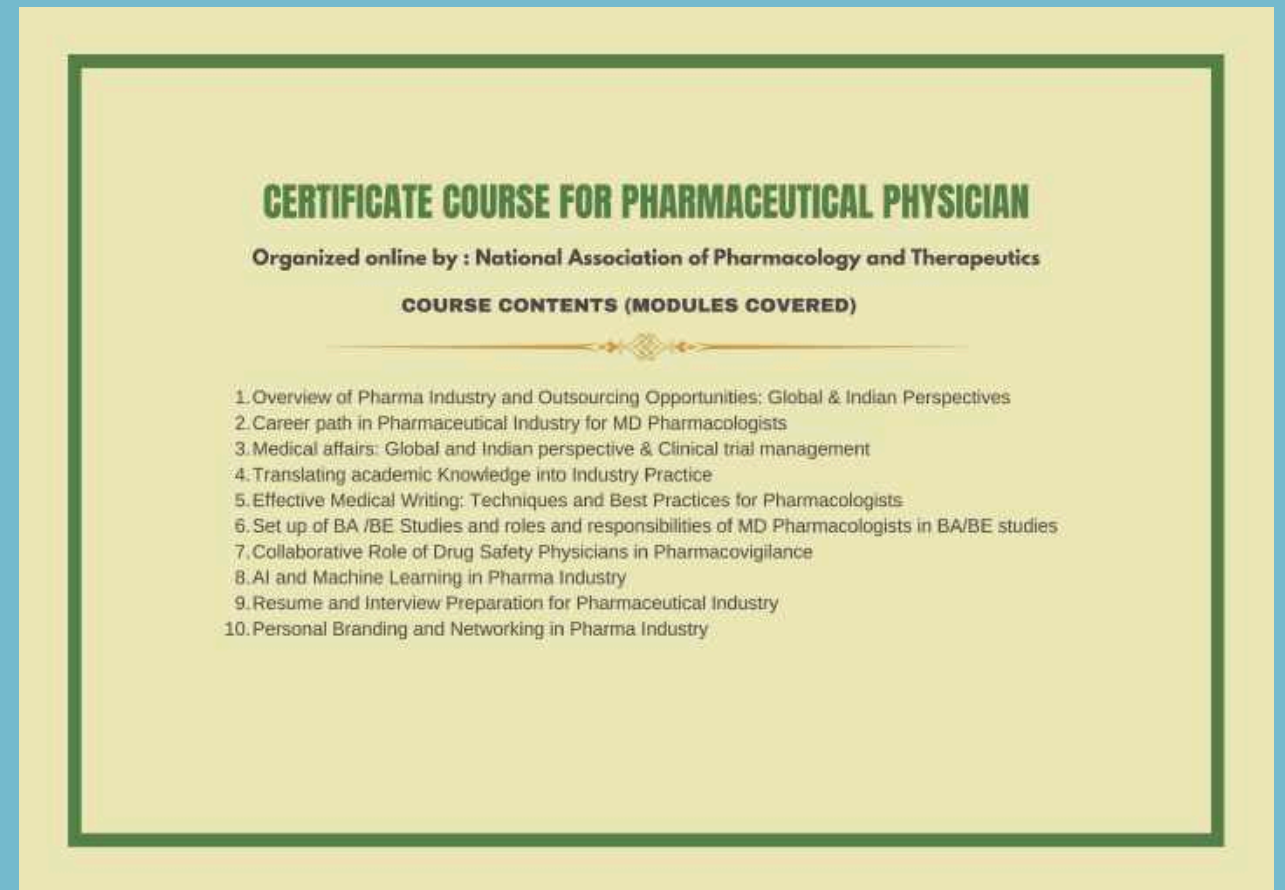 CERTIFICATE COURSE FOR PHARMACEUTICAL PHYSICIAN
Organized online by : National Association of Pharmacology and Therapeutics
COURSE CONTENTS (MODULES COVERED)
1. Overview of Pharma Industry and Outsourcing Opportunities: Global & Indian Perspectives
2. Career path in Pharmaceutical Industry for MD Pharmacologists
3. Medical affairs: Global and Indian perspective & Clinical trial management
4. Translating academic Knowledge into Industry Practice
5. Effective Medical Writing: Techniques and Best Practices for Pharmacologists
6. Set up of BA /BE Studies and roles and responsibilities of MD Pharmacologists in BA/BE studies
7. Collaborative Role of Drug Safety Physicians in Pharmacovigilance
8. AI and Machine Learning in Pharma Industry
9. Resume and Interview Preparation for Pharmaceutical Industry
10. Personal Branding and Networking in Pharma Industry